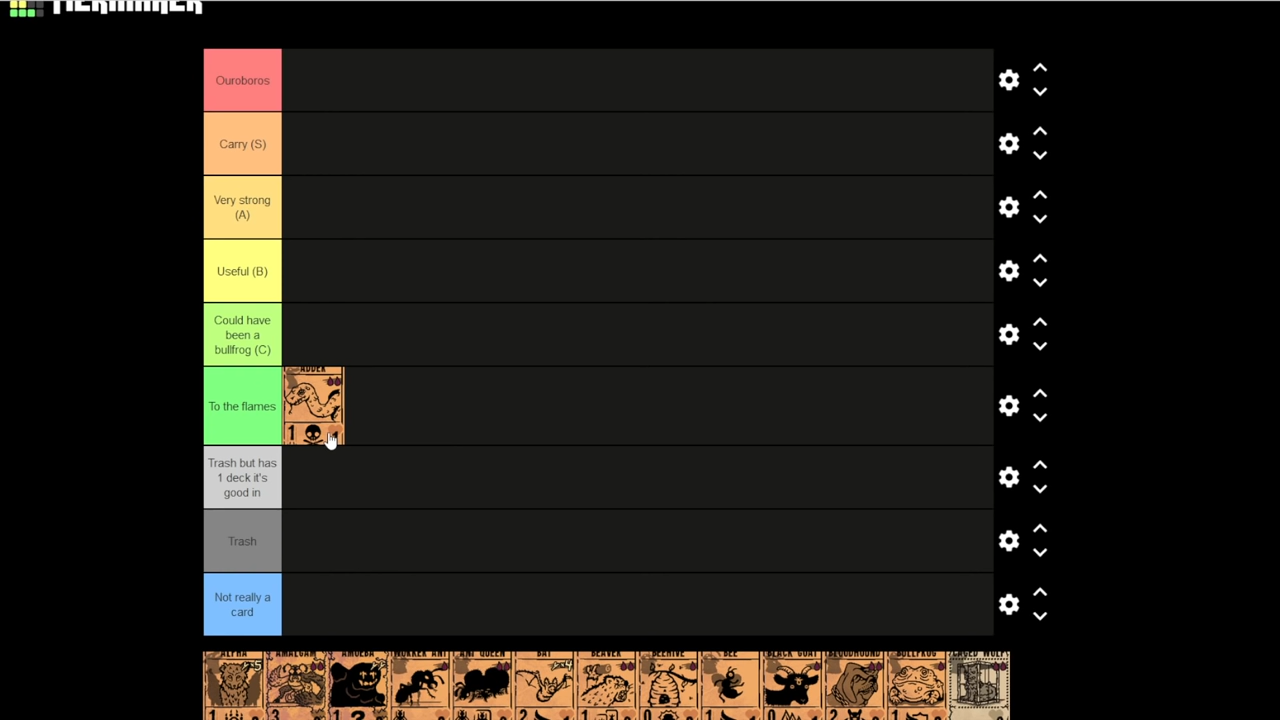 TIERMAKER
Ouroboros
Carry (S)
Very strong
(A)
Useful (B)
Could have
been a
bullfrog (C)
ADDER
To the flames
1
Trash but has
1 deck it's
good in
Trash
Not really a
card
ALPHA AMALGAM AMOEBA WORKER ANT ANT QUEEN BAT BEAVER BEEHIVE BEE BLACK GOAT BLOODHOUND BULLFROG CAGED WOLF